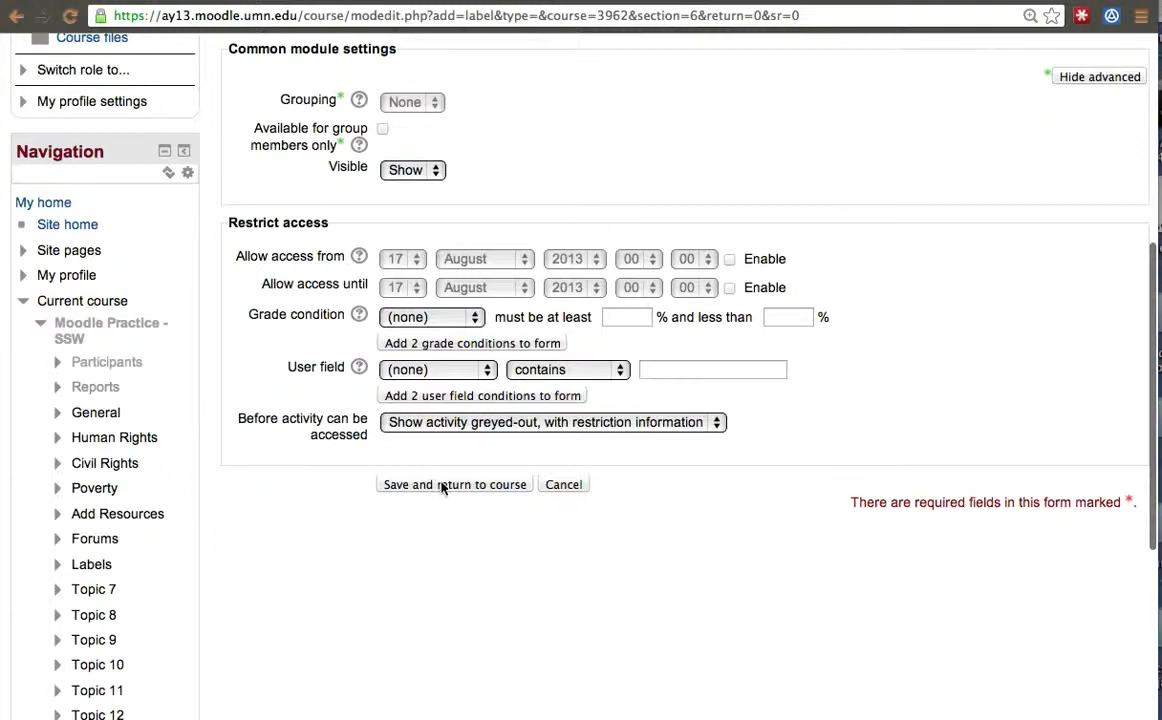 https://ay13.moodle.umn.edu/course/modedit.php?add=label&type=&course=3962&section=6&return=0&sr=0
Course files
Switch role to...
My profile settings
Navigation
My home
Site home
Site pages
My profile
Current course
Moodle Practice -
SSW
Participants
Reports
General
Human Rights
Civil Rights
Poverty
Add Resources
Forums
Labels
Topic 7
Topic 8
Topic 9
Topic 10
Topic 11
Topic 12
Common module settings
* Hide advanced
Grouping* None
Available for group
members only*
Visible Show
Restrict access
Allow access from 17 August 2013 00 00 Enable
Allow access until 17 August 2013 00 00 Enable
Grade condition (none) must be at least % and less than %
Add 2 grade conditions to form
User field (none) contains
Add 2 user field conditions to form
Before activity can be
accessed Show activity greyed-out, with restriction information
Save and return to course Cancel
There are required fields in this form marked *.